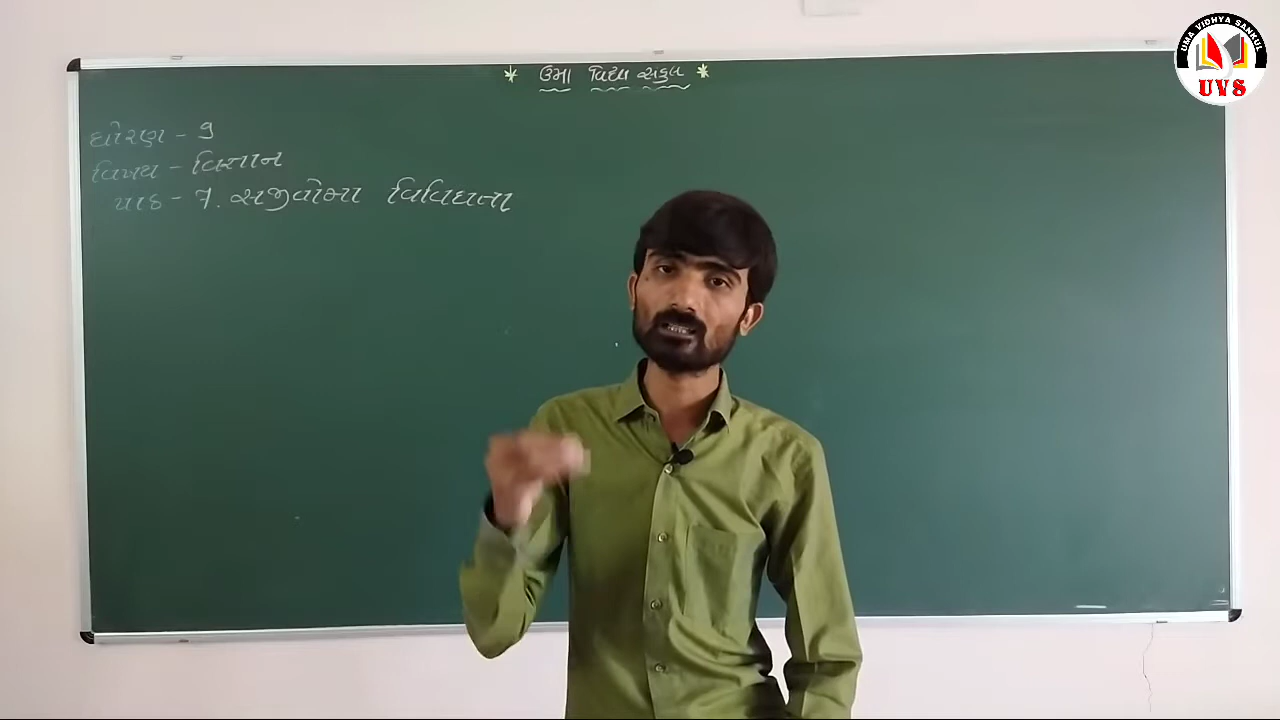 * ઉમા વિદ્યા સંકુલ *
ધોરણ - 9
વિષય - વિજ્ઞાન
પાઠ - 7. સજીવોમા વિવિધતા
UMA VIDHYA SANKUL
UVS